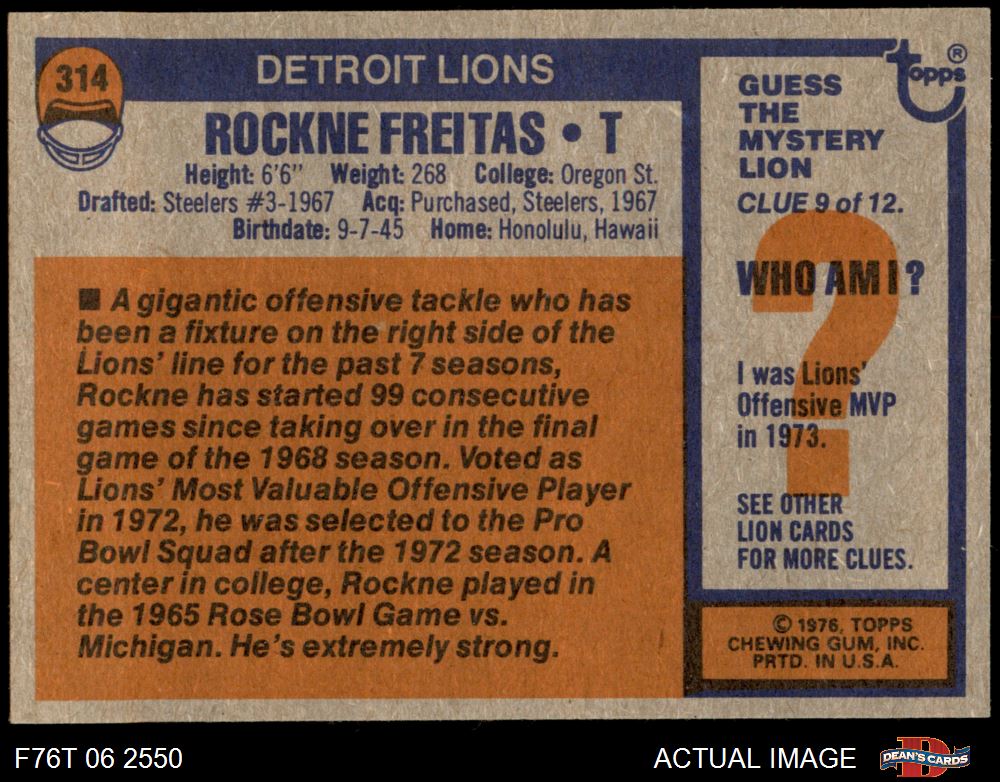 314
DETROIT LIONS
ROCKNE FREITAS • T
Height: 6'6" Weight: 268 College: Oregon St.
Drafted: Steelers #3-1967 Acq: Purchased, Steelers, 1967
Birthdate: 9-7-45 Home: Honolulu, Hawaii
■ A gigantic offensive tackle who has
been a fixture on the right side of the
Lions' line for the past 7 seasons,
Rockne has started 99 consecutive
games since taking over in the final
game of the 1968 season. Voted as
Lions' Most Valuable Offensive Player
in 1972, he was selected to the Pro
Bowl Squad after the 1972 season. A
center in college, Rockne played in
the 1965 Rose Bowl Game vs.
Michigan. He's extremely strong.
topps®
GUESS
THE
MYSTERY
LION
CLUE 9 of 12.
?
WHO AM I?
I was Lions'
Offensive MVP
in 1973.
SEE OTHER
LION CARDS
FOR MORE CLUES.
© 1976, TOPPS
CHEWING GUM, INC.
PRTD. IN U.S.A.
F76T 06 2550
ACTUAL IMAGE
DEAN'S CARDS